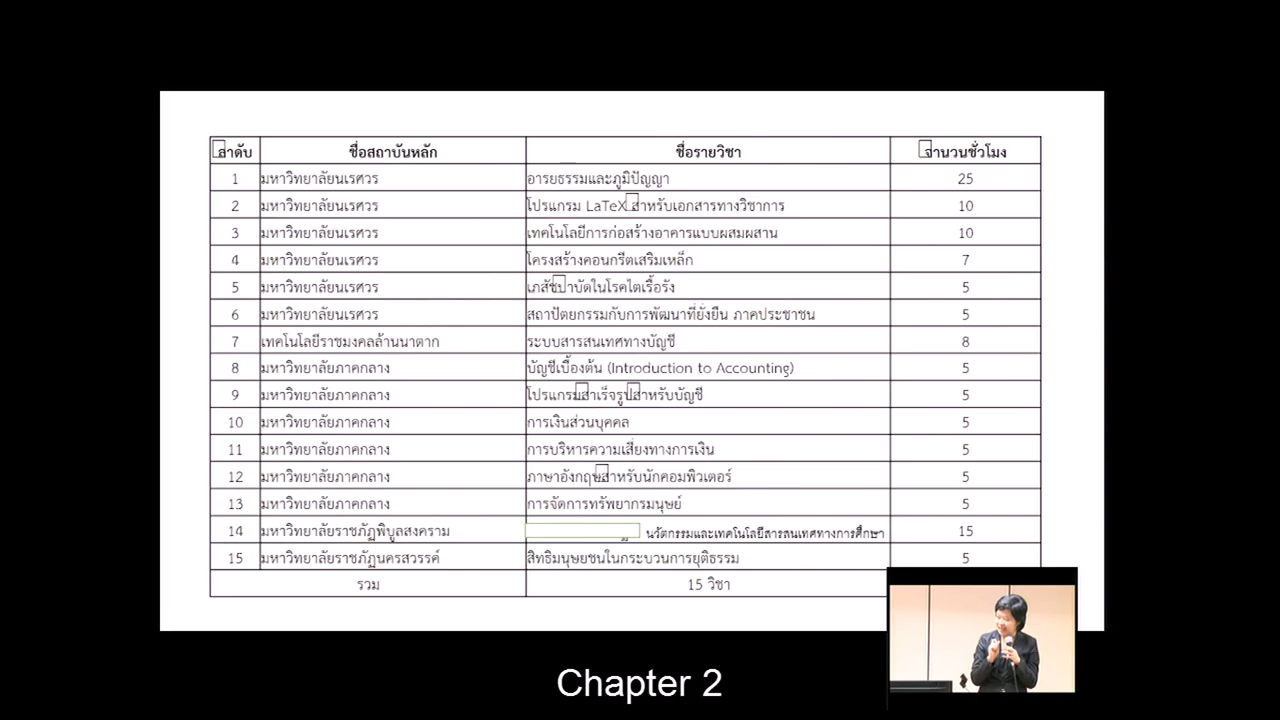 ลำดับ ชื่อสถาบันหลัก ชื่อรายวิชา จำนวนชั่วโมง
1 มหาวิทยาลัยนเรศวร อารยธรรมและภูมิปัญญา 25
2 มหาวิทยาลัยนเรศวร โปรแกรม LaTeX สำหรับเอกสารทางวิชาการ 10
3 มหาวิทยาลัยนเรศวร เทคโนโลยีการก่อสร้างอาคารแบบผสมผสาน 10
4 มหาวิทยาลัยนเรศวร โครงสร้างคอนกรีตเสริมเหล็ก 7
5 มหาวิทยาลัยนเรศวร เภสัชบำบัดในโรคไตเรื้อรัง 5
6 มหาวิทยาลัยนเรศวร สถาปัตยกรรมกับการพัฒนาที่ยั่งยืน ภาคประชาชน 5
7 เทคโนโลยีราชมงคลล้านนาตาก ระบบสารสนเทศทางบัญชี 8
8 มหาวิทยาลัยภาคกลาง บัญชีเบื้องต้น (Introduction to Accounting) 5
9 มหาวิทยาลัยภาคกลาง โปรแกรมสำเร็จรูปสำหรับบัญชี 5
10 มหาวิทยาลัยภาคกลาง การเงินส่วนบุคคล 5
11 มหาวิทยาลัยภาคกลาง การบริหารความเสี่ยงทางการเงิน 5
12 มหาวิทยาลัยภาคกลาง ภาษาอังกฤษสำหรับนักคอมพิวเตอร์ 5
13 มหาวิทยาลัยภาคกลาง การจัดการทรัพยากรมนุษย์ 5
14 มหาวิทยาลัยราชภัฏพิบูลสงคราม นวัตกรรมและเทคโนโลยีสารสนเทศทางการศึกษา 15
15 มหาวิทยาลัยราชภัฏนครสวรรค์ สิทธิมนุษยชนในกระบวนการยุติธรรม 5
รวม 15 วิชา
Chapter 2